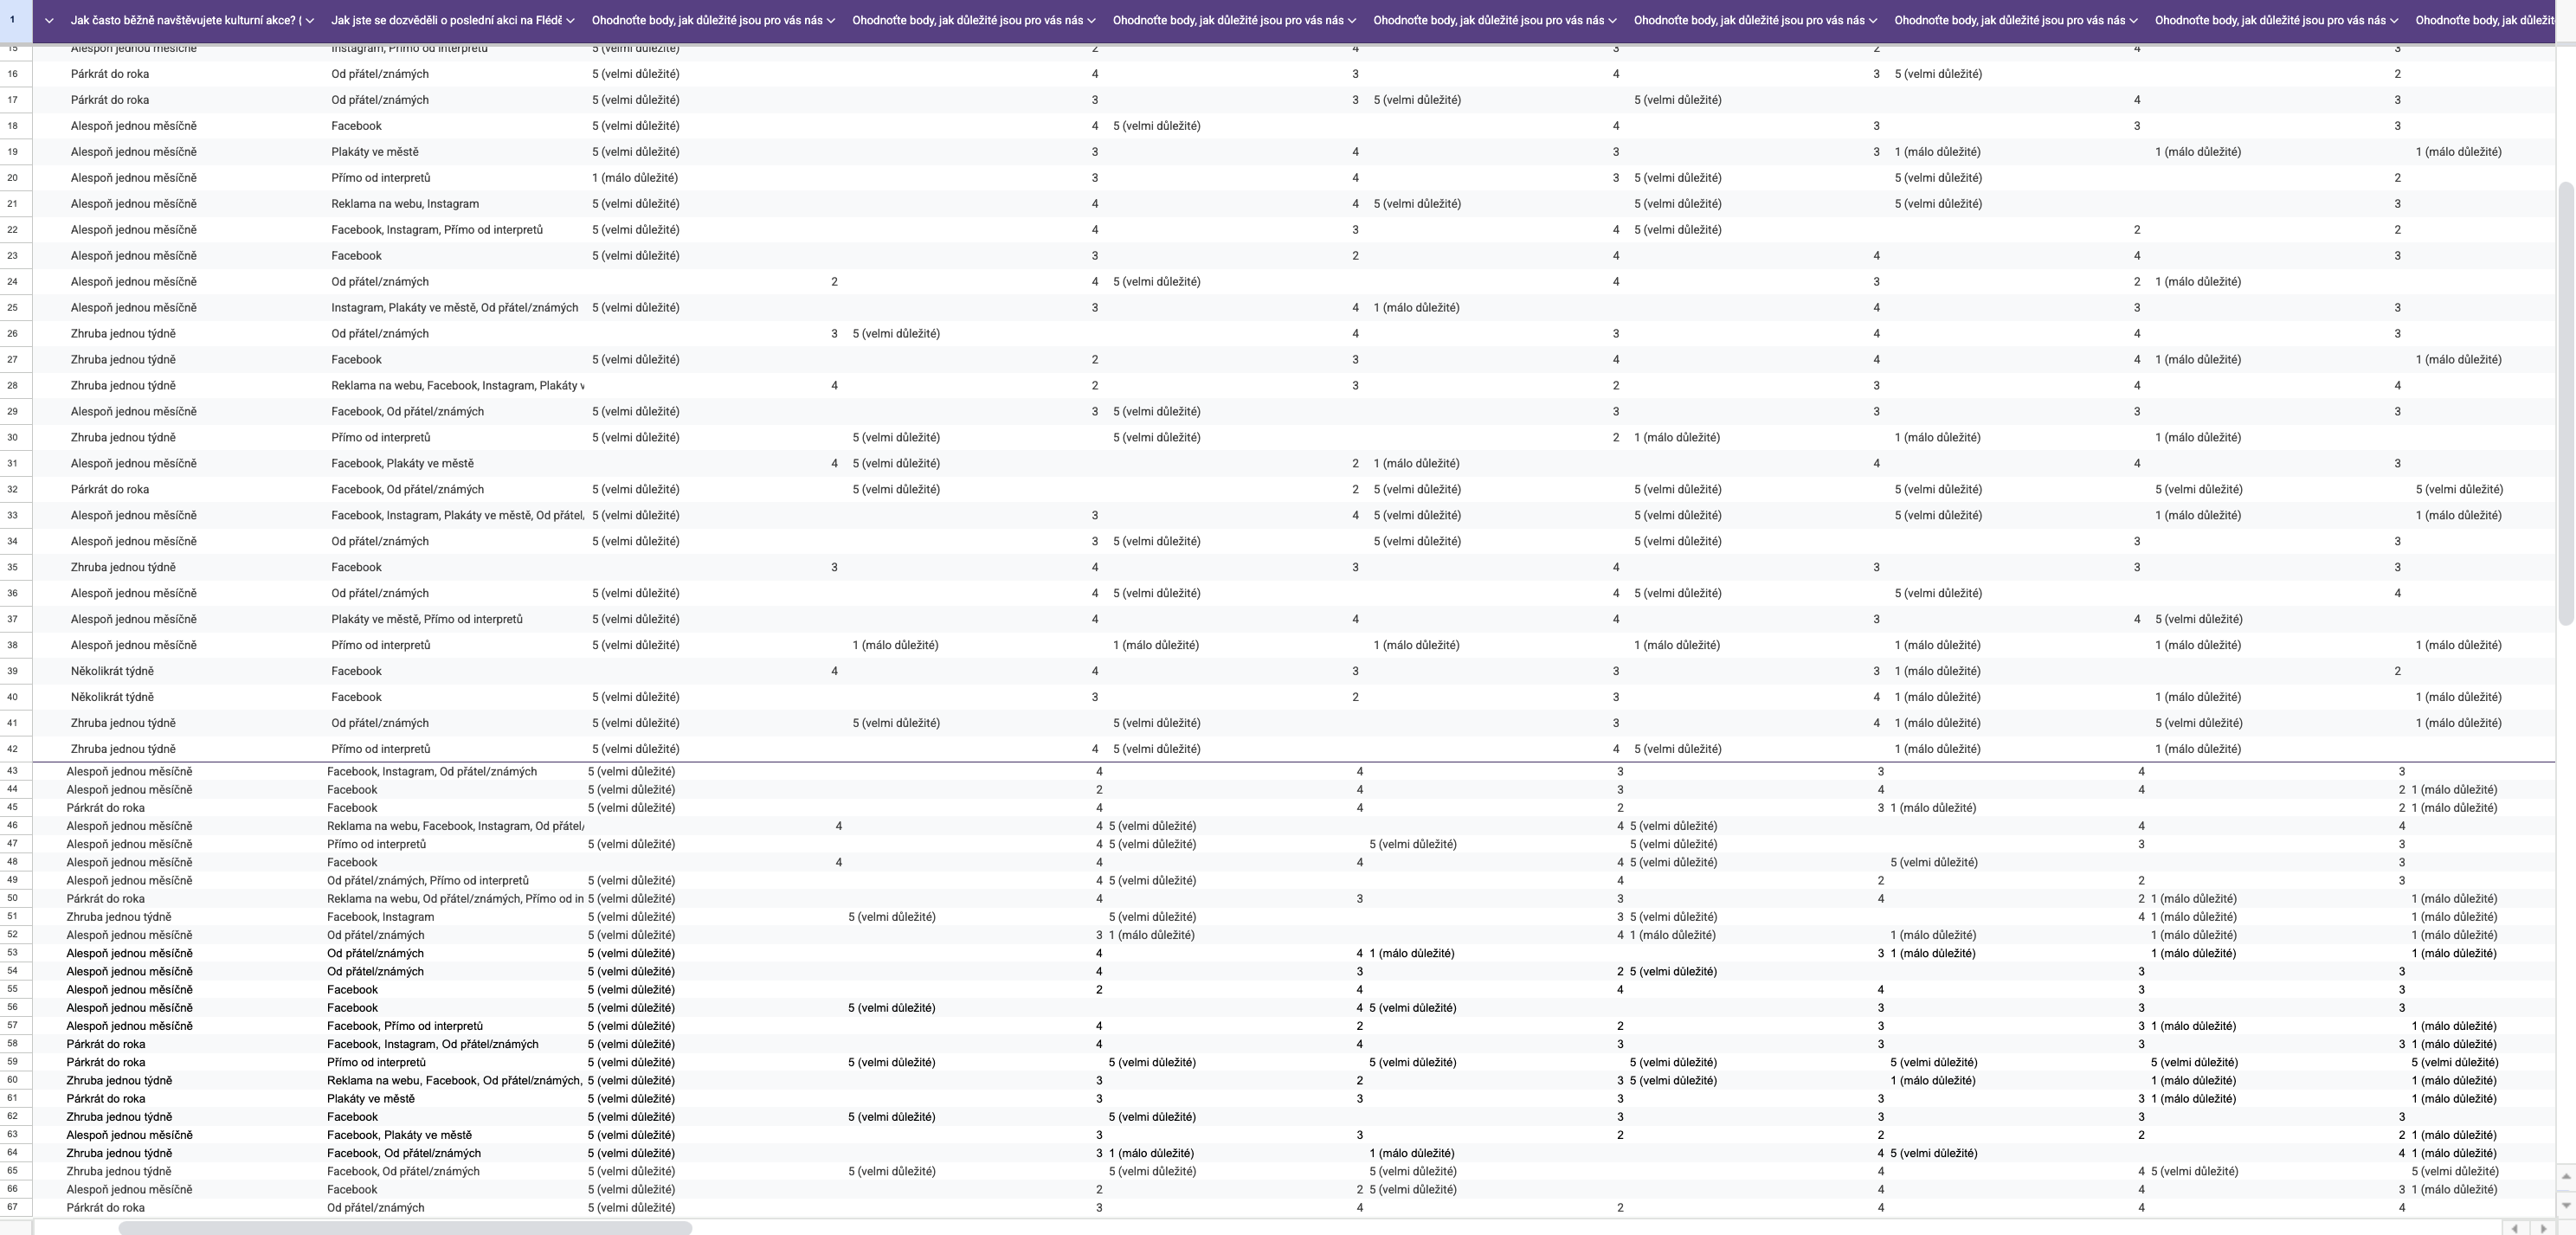 1 Jak často běžně navštěvujete kulturní akce? ( Jak jste se dozvěděli o poslední akci na Flédě Ohodnoťte body, jak důležité jsou pro vás nás Ohodnoťte body, jak důležité jsou pro vás nás Ohodnoťte body, jak důležité jsou pro vás nás Ohodnoťte body, jak důležité jsou pro vás nás Ohodnoťte body, jak důležité jsou pro vás nás Ohodnoťte body, jak důležité jsou pro vás nás Ohodnoťte body, jak důležité jsou pro vás nás Ohodnoťte body, jak důležit
15 Alespoň jednou měsíčně Instagram, Přímo od interpretů 5 (velmi důležité) 2 4 3 2 4 3
16 Párkrát do roka Od přátel/známých 5 (velmi důležité) 4 3 4 3 5 (velmi důležité) 2
17 Párkrát do roka Od přátel/známých 5 (velmi důležité) 3 3 5 (velmi důležité) 5 (velmi důležité) 4 3
18 Alespoň jednou měsíčně Facebook 5 (velmi důležité) 4 5 (velmi důležité) 4 3 3 3
19 Alespoň jednou měsíčně Plakáty ve městě 5 (velmi důležité) 3 4 3 3 1 (málo důležité) 1 (málo důležité) 1 (málo důležité)
20 Alespoň jednou měsíčně Přímo od interpretů 1 (málo důležité) 3 4 3 5 (velmi důležité) 5 (velmi důležité) 2
21 Alespoň jednou měsíčně Reklama na webu, Instagram 5 (velmi důležité) 4 4 5 (velmi důležité) 5 (velmi důležité) 5 (velmi důležité) 3
22 Alespoň jednou měsíčně Facebook, Instagram, Přímo od interpretů 5 (velmi důležité) 4 3 4 5 (velmi důležité) 2 2
23 Alespoň jednou měsíčně Facebook 5 (velmi důležité) 3 2 4 4 4 3
24 Alespoň jednou měsíčně Od přátel/známých 2 4 5 (velmi důležité) 4 3 2 1 (málo důležité)
25 Alespoň jednou měsíčně Instagram, Plakáty ve městě, Od přátel/známých 5 (velmi důležité) 3 4 1 (málo důležité) 4 3 3
26 Zhruba jednou týdně Od přátel/známých 3 5 (velmi důležité) 4 3 4 4 3
27 Zhruba jednou týdně Facebook 5 (velmi důležité) 2 3 4 4 4 1 (málo důležité) 1 (málo důležité)
28 Zhruba jednou týdně Reklama na webu, Facebook, Instagram, Plakáty v 4 2 3 2 3 4 4
29 Alespoň jednou měsíčně Facebook, Od přátel/známých 5 (velmi důležité) 3 5 (velmi důležité) 3 3 3 3
30 Zhruba jednou týdně Přímo od interpretů 5 (velmi důležité) 5 (velmi důležité) 5 (velmi důležité) 2 1 (málo důležité) 1 (málo důležité) 1 (málo důležité)
31 Alespoň jednou měsíčně Facebook, Plakáty ve městě 4 5 (velmi důležité) 2 1 (málo důležité) 4 4 3
32 Párkrát do roka Facebook, Od přátel/známých 5 (velmi důležité) 5 (velmi důležité) 2 5 (velmi důležité) 5 (velmi důležité) 5 (velmi důležité) 5 (velmi důležité) 5 (velmi důležité)
33 Alespoň jednou měsíčně Facebook, Instagram, Plakáty ve městě, Od přátel, 5 (velmi důležité) 3 4 5 (velmi důležité) 5 (velmi důležité) 5 (velmi důležité) 1 (málo důležité) 1 (málo důležité)
34 Alespoň jednou měsíčně Od přátel/známých 5 (velmi důležité) 3 5 (velmi důležité) 5 (velmi důležité) 5 (velmi důležité) 3 3
35 Zhruba jednou týdně Facebook 3 4 3 4 3 3 3
36 Alespoň jednou měsíčně Od přátel/známých 5 (velmi důležité) 4 5 (velmi důležité) 4 5 (velmi důležité) 5 (velmi důležité) 4
37 Alespoň jednou měsíčně Plakáty ve městě, Přímo od interpretů 5 (velmi důležité) 4 4 4 3 4 5 (velmi důležité)
38 Alespoň jednou měsíčně Přímo od interpretů 5 (velmi důležité) 1 (málo důležité) 1 (málo důležité) 1 (málo důležité) 1 (málo důležité) 1 (málo důležité) 1 (málo důležité) 1 (málo důležité)
39 Několikrát týdně Facebook 4 4 3 3 3 1 (málo důležité) 2
40 Několikrát týdně Facebook 5 (velmi důležité) 3 2 3 4 1 (málo důležité) 1 (málo důležité) 1 (málo důležité)
41 Zhruba jednou týdně Od přátel/známých 5 (velmi důležité) 5 (velmi důležité) 5 (velmi důležité) 3 4 1 (málo důležité) 5 (velmi důležité) 1 (málo důležité)
42 Zhruba jednou týdně Přímo od interpretů 5 (velmi důležité) 4 5 (velmi důležité) 4 5 (velmi důležité) 1 (málo důležité) 1 (málo důležité)
43 Alespoň jednou měsíčně Facebook, Instagram, Od přátel/známých 5 (velmi důležité) 4 4 3 3 4 3
44 Alespoň jednou měsíčně Facebook 5 (velmi důležité) 2 4 3 4 4 2 1 (málo důležité)
45 Párkrát do roka Facebook 5 (velmi důležité) 4 4 2 3 1 (málo důležité) 2 1 (málo důležité)
46 Alespoň jednou měsíčně Reklama na webu, Facebook, Instagram, Od přátel/ 4 4 5 (velmi důležité) 4 5 (velmi důležité) 4 4
47 Alespoň jednou měsíčně Přímo od interpretů 5 (velmi důležité) 4 5 (velmi důležité) 5 (velmi důležité) 5 (velmi důležité) 3 3
48 Alespoň jednou měsíčně Facebook 4 4 4 4 5 (velmi důležité) 5 (velmi důležité) 3
49 Alespoň jednou měsíčně Od přátel/známých, Přímo od interpretů 5 (velmi důležité) 4 5 (velmi důležité) 4 2 2 3
50 Párkrát do roka Reklama na webu, Od přátel/známých, Přímo od in 5 (velmi důležité) 4 3 3 4 2 1 (málo důležité) 1 (málo důležité)
51 Zhruba jednou týdně Facebook, Instagram 5 (velmi důležité) 5 (velmi důležité) 5 (velmi důležité) 3 5 (velmi důležité) 4 1 (málo důležité) 1 (málo důležité)
52 Alespoň jednou měsíčně Od přátel/známých 5 (velmi důležité) 3 1 (málo důležité) 4 1 (málo důležité) 1 (málo důležité) 1 (málo důležité) 1 (málo důležité)
53 Alespoň jednou měsíčně Od přátel/známých 5 (velmi důležité) 4 4 1 (málo důležité) 3 1 (málo důležité) 1 (málo důležité) 1 (málo důležité)
54 Alespoň jednou měsíčně Od přátel/známých 5 (velmi důležité) 4 3 2 5 (velmi důležité) 3 3
55 Alespoň jednou měsíčně Facebook 5 (velmi důležité) 2 4 4 4 3 3
56 Alespoň jednou měsíčně Facebook 5 (velmi důležité) 5 (velmi důležité) 4 5 (velmi důležité) 3 3 3
57 Alespoň jednou měsíčně Facebook, Přímo od interpretů 5 (velmi důležité) 4 2 2 3 3 1 (málo důležité) 1 (málo důležité)
58 Párkrát do roka Facebook, Instagram, Od přátel/známých 5 (velmi důležité) 4 4 3 3 3 3 1 (málo důležité)
59 Párkrát do roka Přímo od interpretů 5 (velmi důležité) 5 (velmi důležité) 5 (velmi důležité) 5 (velmi důležité) 5 (velmi důležité) 5 (velmi důležité) 5 (velmi důležité) 5 (velmi důležité)
60 Zhruba jednou týdně Reklama na webu, Facebook, Od přátel/známých, 5 (velmi důležité) 3 2 3 5 (velmi důležité) 1 (málo důležité) 1 (málo důležité) 1 (málo důležité)
61 Párkrát do roka Plakáty ve městě 5 (velmi důležité) 3 3 3 3 3 1 (málo důležité) 1 (málo důležité)
62 Zhruba jednou týdně Facebook 5 (velmi důležité) 5 (velmi důležité) 5 (velmi důležité) 3 3 3 3
63 Alespoň jednou měsíčně Facebook, Plakáty ve městě 5 (velmi důležité) 3 3 2 2 2 2 1 (málo důležité)
64 Zhruba jednou týdně Facebook, Od přátel/známých 5 (velmi důležité) 3 1 (málo důležité) 1 (málo důležité) 4 5 (velmi důležité) 4 1 (málo důležité)
65 Zhruba jednou týdně Facebook, Od přátel/známých 5 (velmi důležité) 5 (velmi důležité) 5 (velmi důležité) 5 (velmi důležité) 4 4 5 (velmi důležité) 5 (velmi důležité)
66 Alespoň jednou měsíčně Facebook 5 (velmi důležité) 2 2 5 (velmi důležité) 4 4 3 1 (málo důležité)
67 Párkrát do roka Od přátel/známých 5 (velmi důležité) 3 4 2 4 4 4